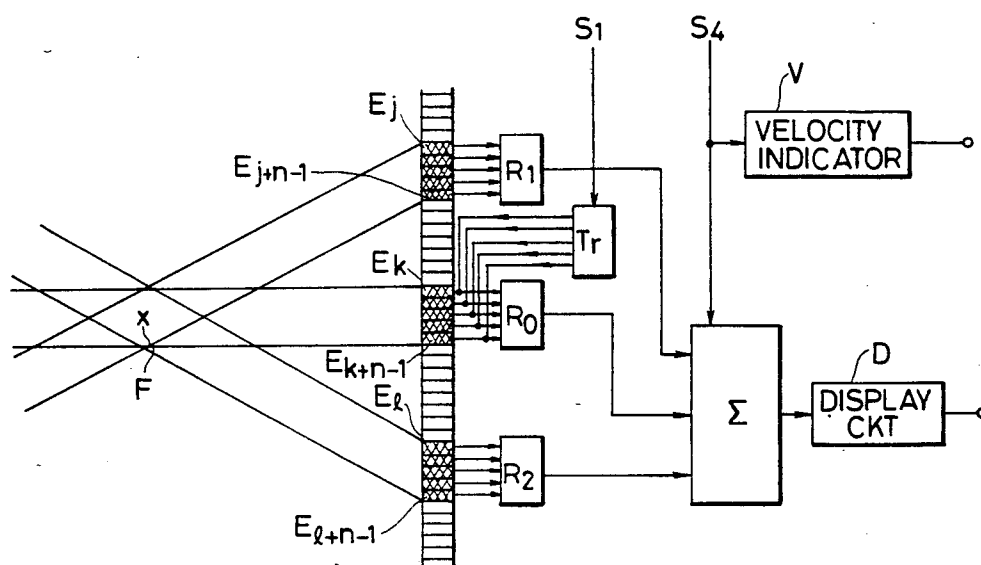 S1
S4
V
VELOCITY
INDICATOR
Ej
R1
Ej+n-1
Tr
Ek
R0
x
F
Ek+n-1
Eℓ
D
Σ
DISPLAY
CKT
R2
Eℓ+n-1